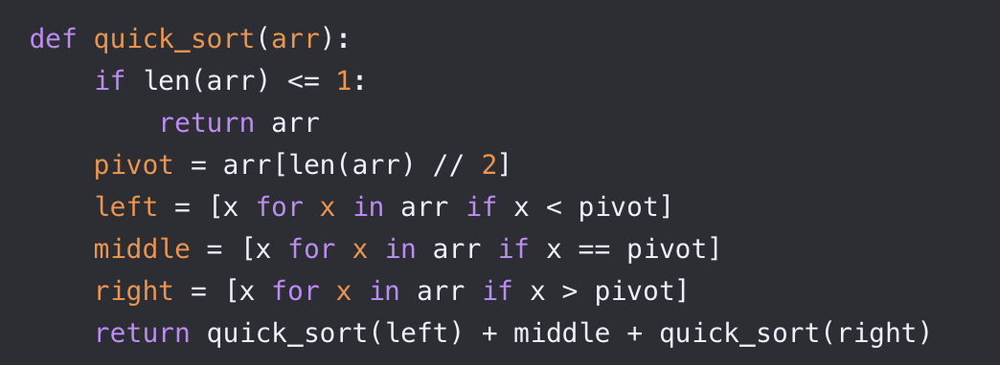 def quick_sort(arr):
    if len(arr) <= 1:
        return arr
    pivot = arr[len(arr) // 2]
    left = [x for x in arr if x < pivot]
    middle = [x for x in arr if x == pivot]
    right = [x for x in arr if x > pivot]
    return quick_sort(left) + middle + quick_sort(right)